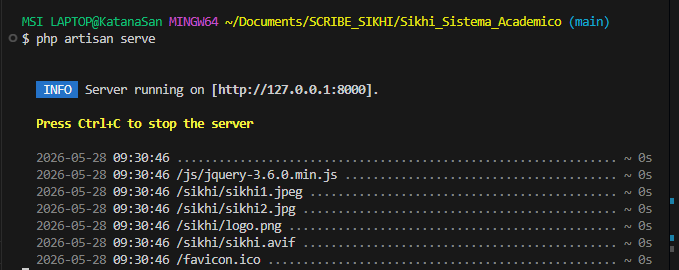 MSI LAPTOP@KatanaSan MINGW64 ~/Documents/SCRIBE_SIKHI/Sikhi_Sistema_Academico (main)
$ php artisan serve
INFO Server running on [http://127.0.0.1:8000].
Press Ctrl+C to stop the server
2026-05-28 09:30:46 ................................................................. ~ 0s
2026-05-28 09:30:46 /js/jquery-3.6.0.min.js ......................................... ~ 0s
2026-05-28 09:30:46 /sikhi/sikhi1.jpeg .............................................. ~ 0s
2026-05-28 09:30:46 /sikhi/sikhi2.jpg ............................................... ~ 0s
2026-05-28 09:30:46 /sikhi/logo.png ................................................. ~ 0s
2026-05-28 09:30:46 /sikhi/sikhi.avif ............................................... ~ 0s
2026-05-28 09:30:46 /favicon.ico .................................................... ~ 0s